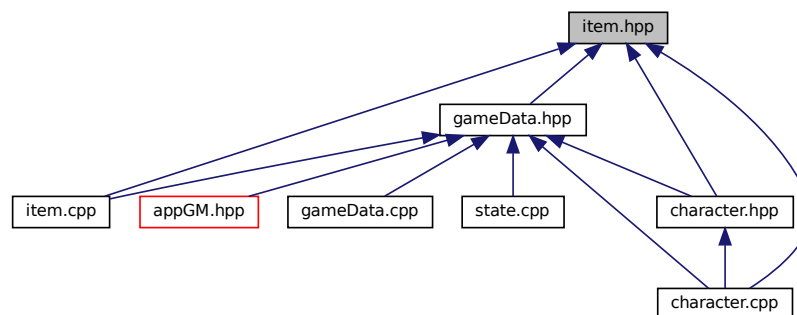 item.hpp
gameData.hpp
item.cpp
appGM.hpp
gameData.cpp
state.cpp
character.hpp
character.cpp